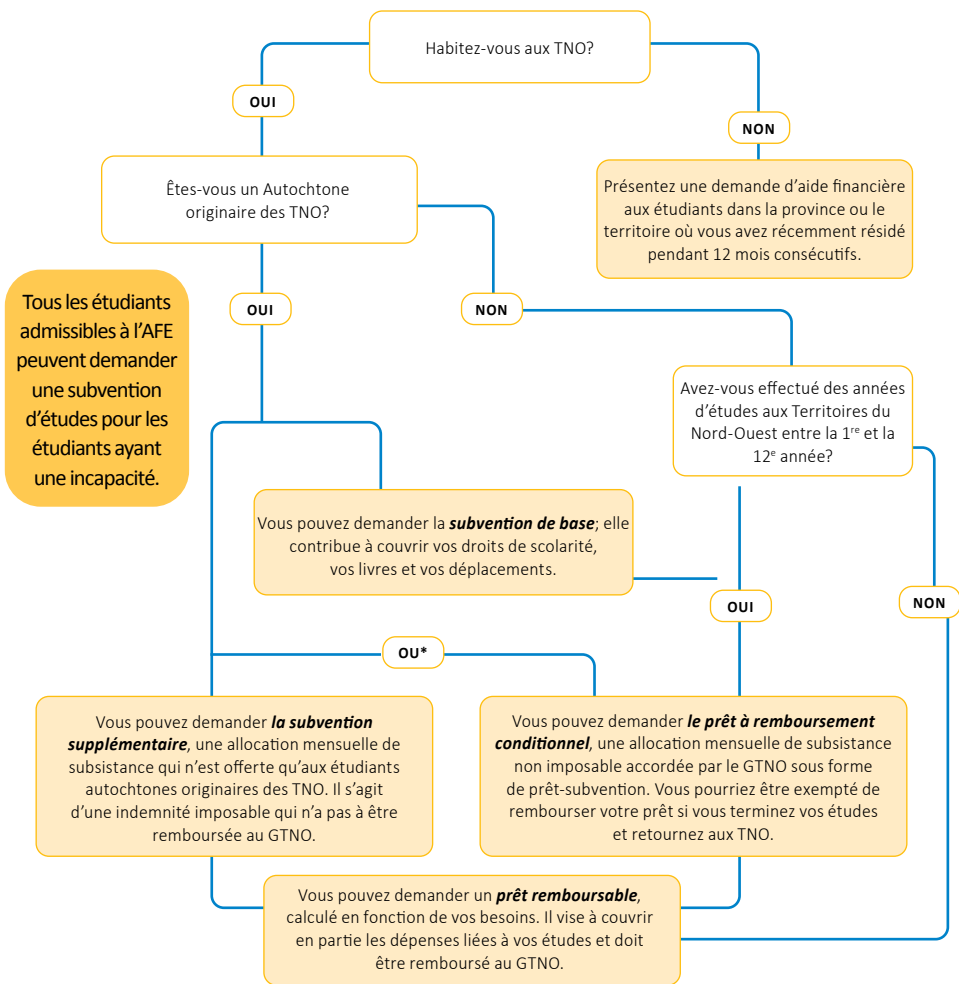 Habitez-vous aux TNO?
OUI
NON
Êtes-vous un Autochtone
originaire des TNO?
Présentez une demande d'aide financière
aux étudiants dans la province ou le
territoire où vous avez récemment résidé
pendant 12 mois consécutifs.
Tous les étudiants
admissibles à l'AFE
peuvent demander
une subvention
d'études pour les
étudiants ayant
une incapacité.
OUI
NON
Avez-vous effectué des années
d'études aux Territoires du
Nord-Ouest entre la 1re et la
12e année?
Vous pouvez demander la subvention de base; elle
contribue à couvrir vos droits de scolarité,
vos livres et vos déplacements.
OUI
NON
OU*
Vous pouvez demander la subvention
supplémentaire, une allocation mensuelle de
subsistance qui n'est offerte qu'aux étudiants
autochtones originaires des TNO. Il s'agit
d'une indemnité imposable qui n'a pas à être
remboursée au GTNO.
Vous pouvez demander le prêt à remboursement
conditionnel, une allocation mensuelle de subsistance
non imposable accordée par le GTNO sous forme
de prêt-subvention. Vous pourriez être exempté de
rembourser votre prêt si vous terminez vos études
et retournez aux TNO.
Vous pouvez demander un prêt remboursable,
calculé en fonction de vos besoins. Il vise à couvrir
en partie les dépenses liées à vos études et doit
être remboursé au GTNO.